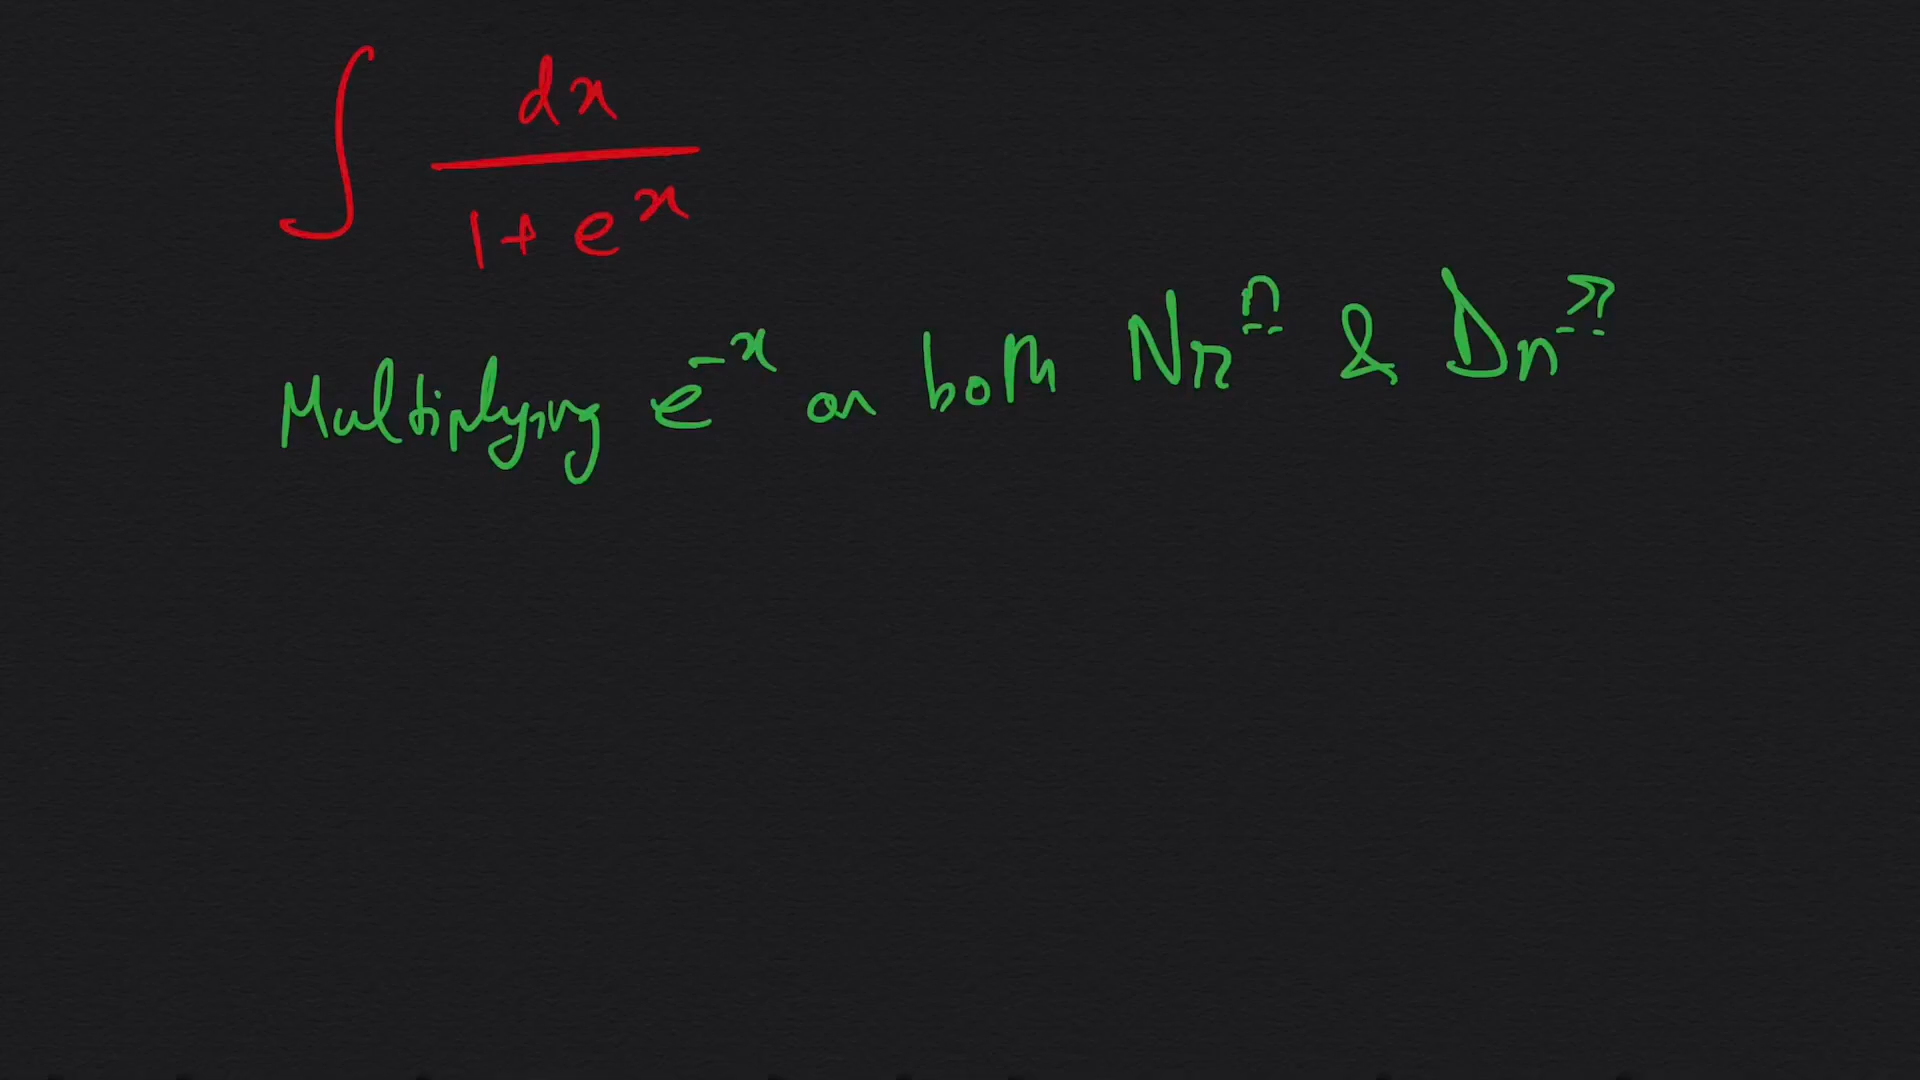 ∫ dx / (1 + e^x)
Multiplying e^-x on both Nr^n & Dn^r